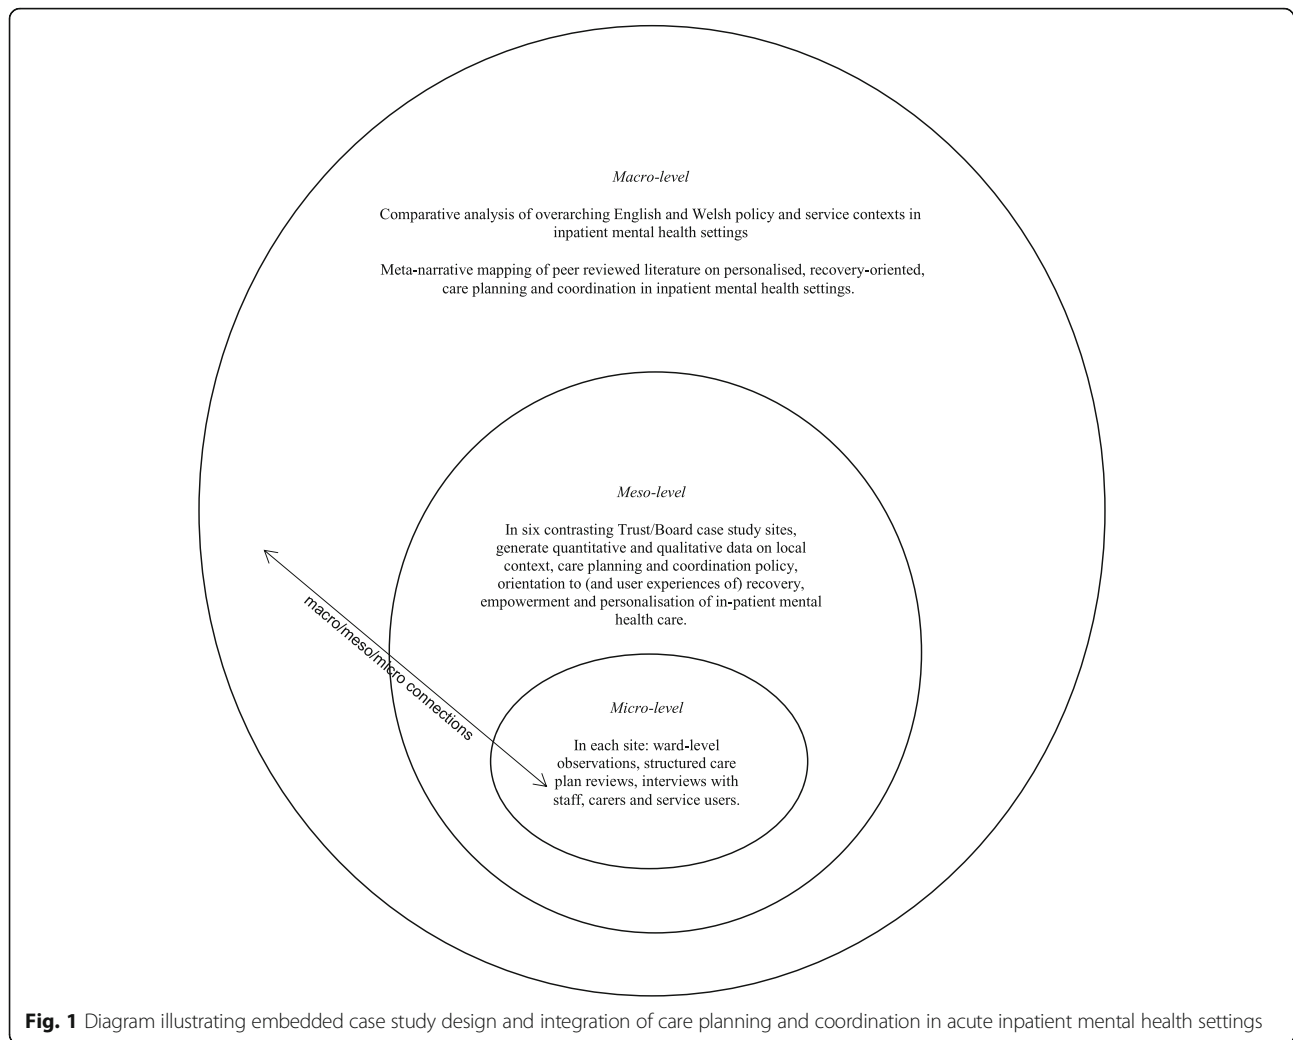 Macro-level
Comparative analysis of overarching English and Welsh policy and service contexts in
inpatient mental health settings
Meta-narrative mapping of peer reviewed literature on personalised, recovery-oriented,
care planning and coordination in inpatient mental health settings.
Meso-level
In six contrasting Trust/Board case study sites,
generate quantitative and qualitative data on local
context, care planning and coordination policy,
orientation to (and user experiences of) recovery,
empowerment and personalisation of in-patient mental
health care.
macro/meso/micro connections
Micro-level
In each site: ward-level
observations, structured care
plan reviews, interviews with
staff, carers and service users.
Fig. 1 Diagram illustrating embedded case study design and integration of care planning and coordination in acute inpatient mental health settings